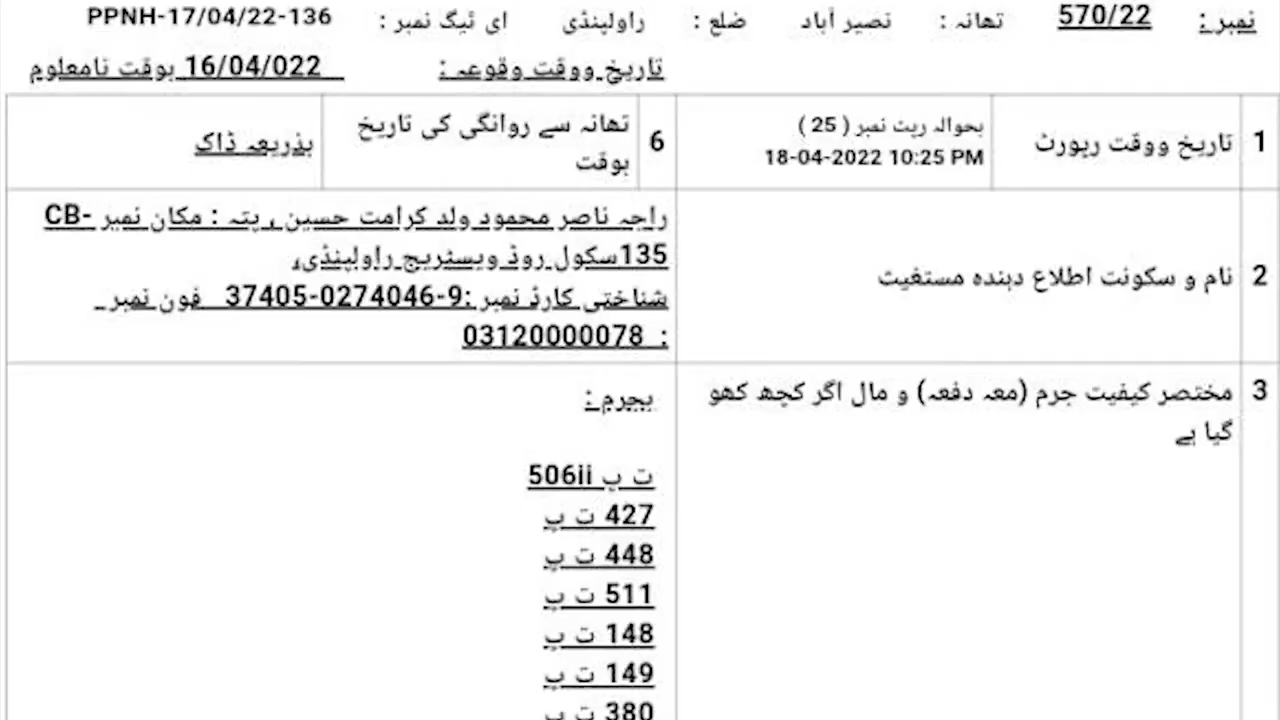 نمبر : 570/22 تھانہ : نصیر آباد ضلع : راولپنڈی ای ٹیگ نمبر : PPNH-17/04/22-136
تاریخ ووقت وقوعہ : 16/04/022 بوقت نامعلوم
1 تاریخ ووقت رپورٹ
بحوالہ رپٹ نمبر ( 25 )
18-04-2022 10:25 PM
6 تھانہ سے روانگی کی تاریخ
بوقت
بذریعہ ڈاک
2 نام و سکونت اطلاع دہندہ مستغیث
راجہ ناصر محمود ولد کرامت حسین ، پتہ : مکان نمبر CB-
135سکول روڈ ویسٹریج راولپنڈی،
شناختی کارڈ نمبر :9-0274046-37405 فون نمبر
: 03120000078
3 مختصر کیفیت جرم (معہ دفعہ) و مال اگر کچھ کھو
گیا ہے
بجرم :
ت پ 506ii
427 ت پ
448 ت پ
511 ت پ
148 ت پ
149 ت پ
380 ت پ